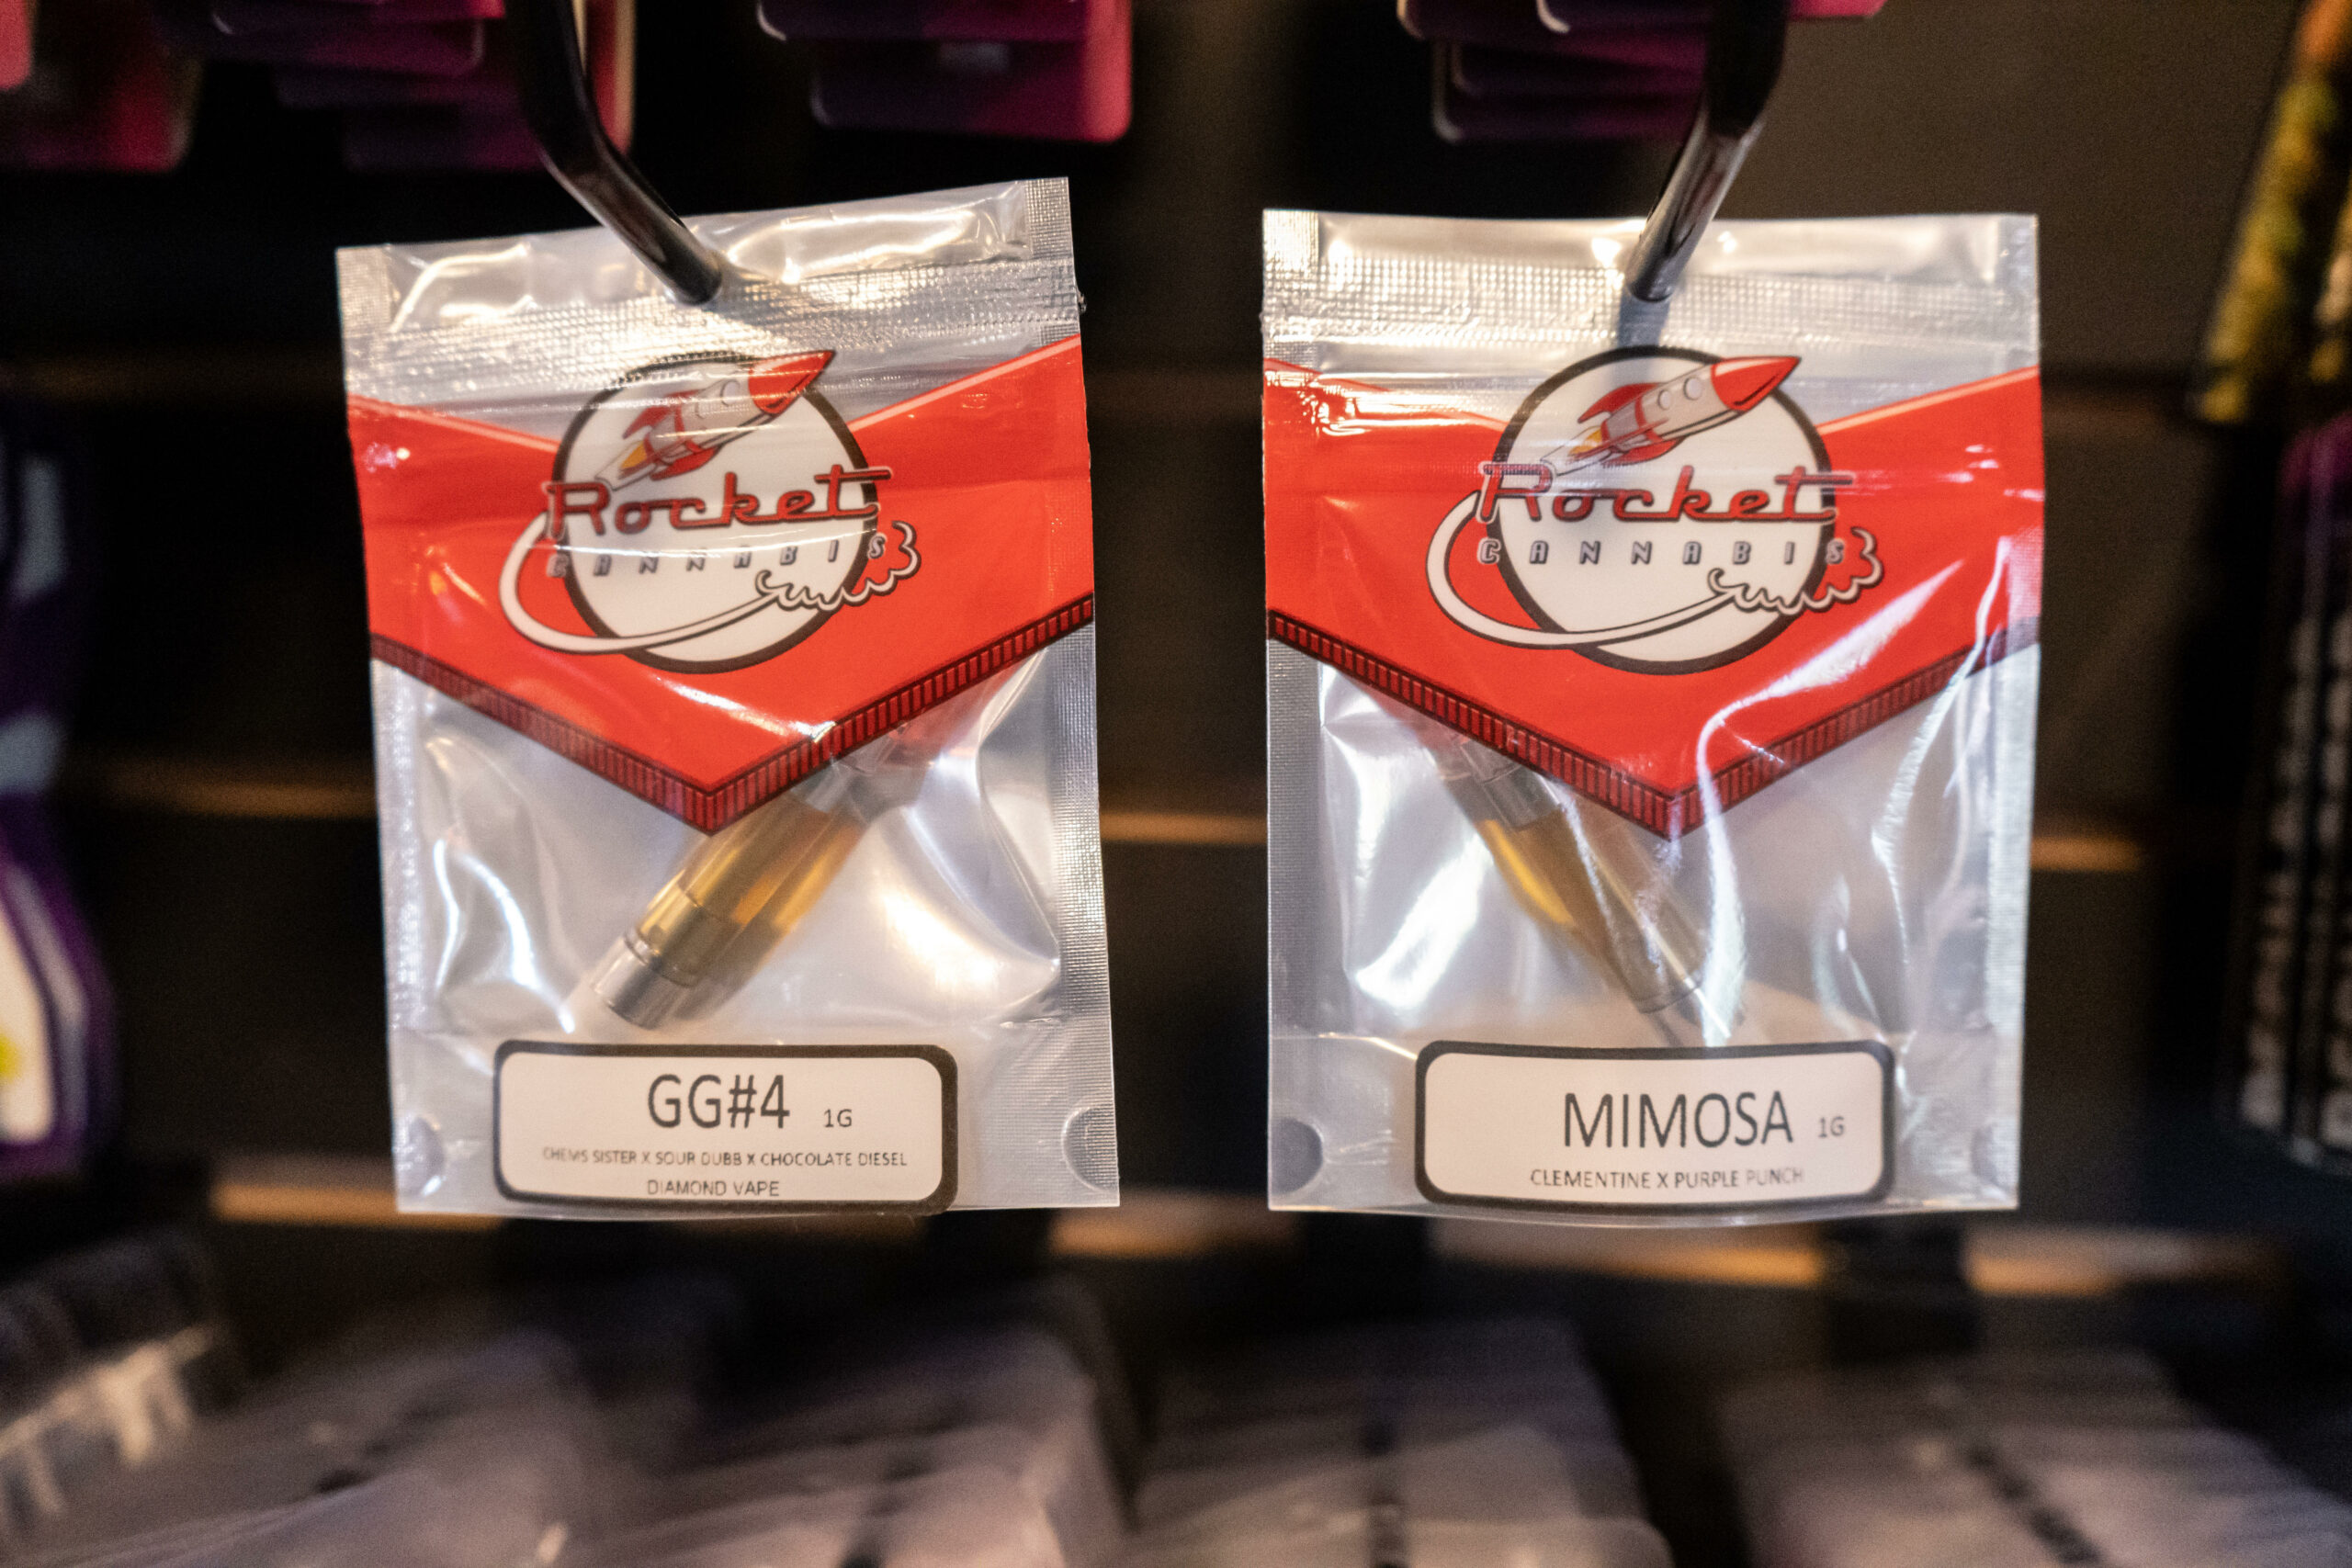 Rocket
CANNABIS
GG#4 1G
CHEMS SISTER X SOUR DUBB X CHOCOLATE DIESEL
DIAMOND VAPE
Rocket
CANNABIS
MIMOSA 1G
CLEMENTINE X PURPLE PUNCH